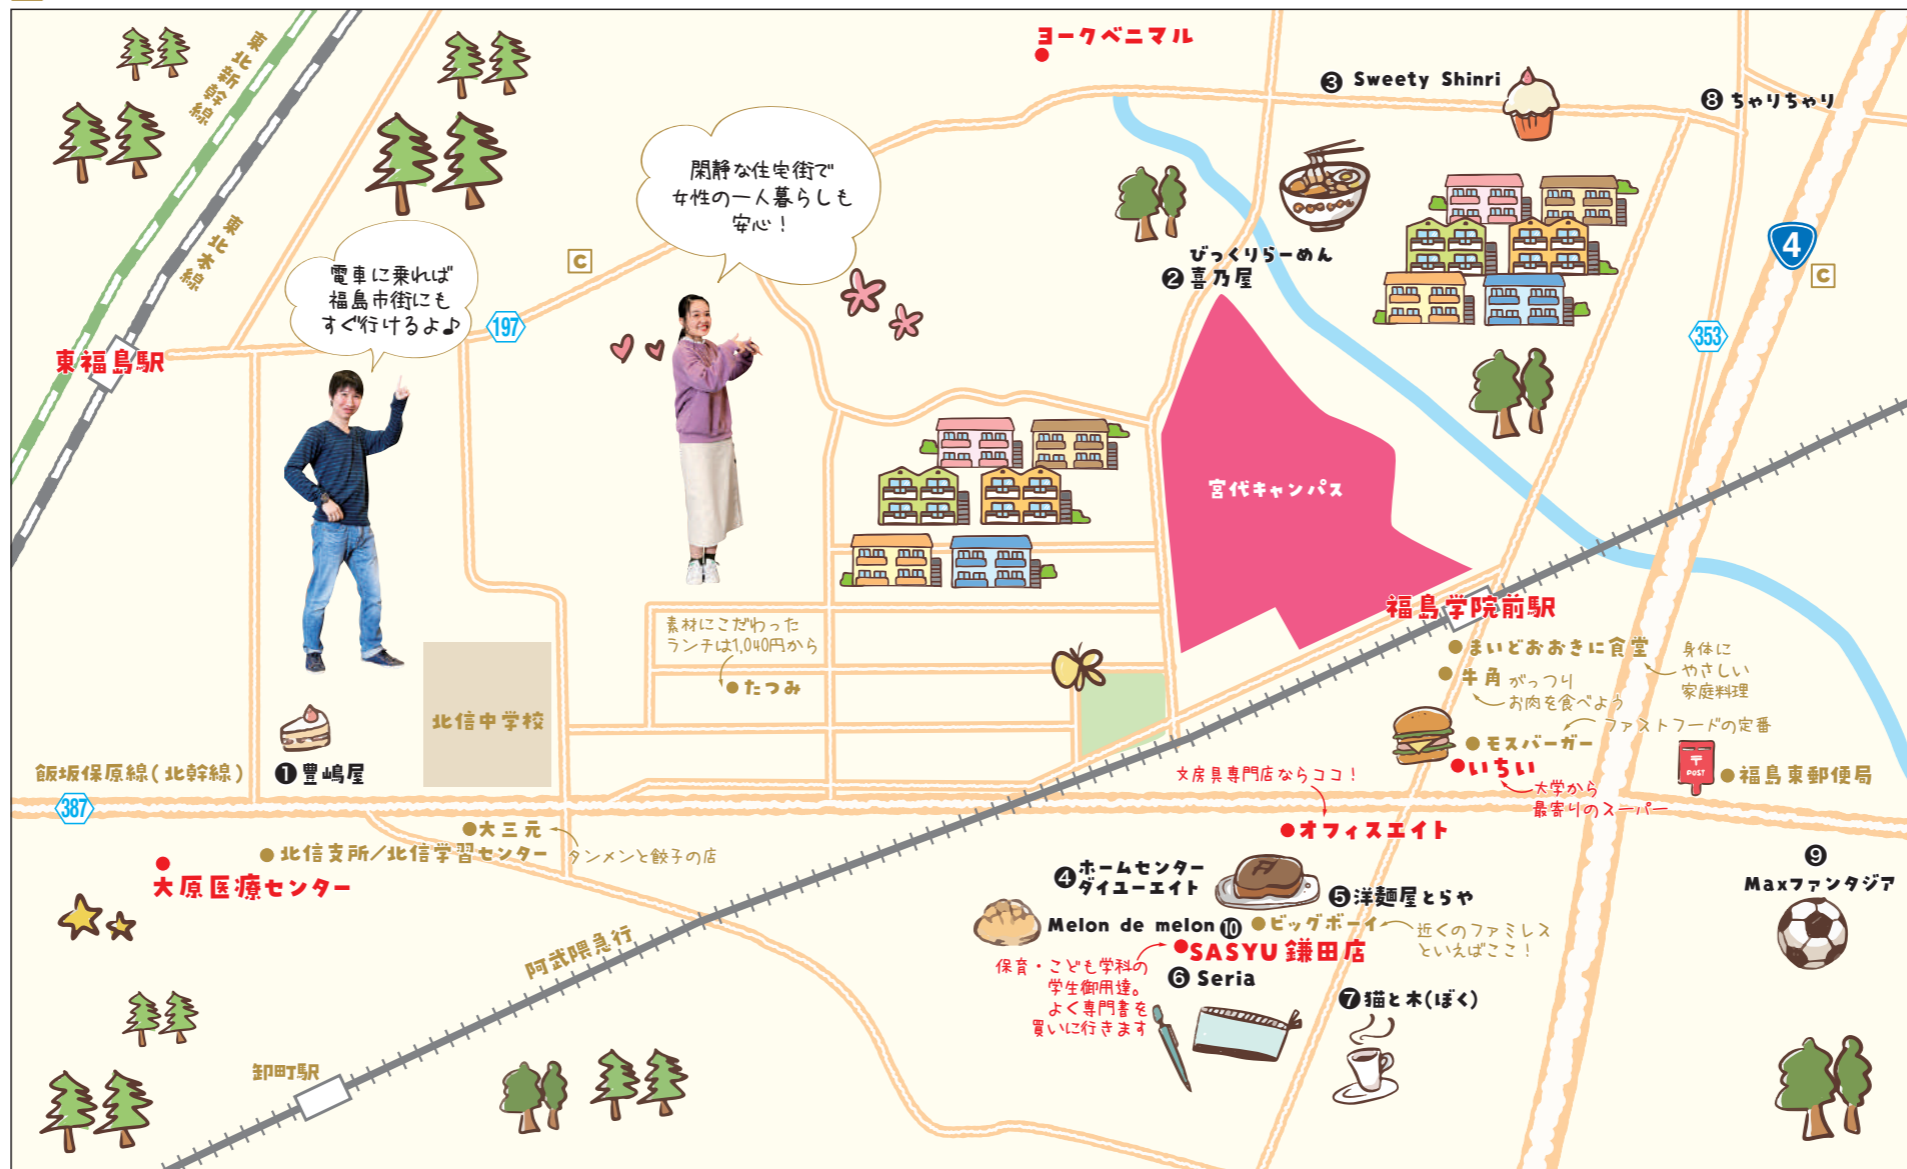 ヨークベニマル
東北新幹線
❸ Sweety Shinri
❽ ちゃりちゃり
閑静な住宅街で
女性の一人暮らしも
安心！
東北本線
C
びっくりらーめん
❷ 喜乃屋
4
C
電車に乗れば
福島市街にも
すぐ行けるよ♪
197
353
東福島駅
宮代キャンパス
福島学院前駅
素材にこだわった
ランチは1,040円から
たつみ
まいどおおきに食堂
身体に
やさしい
家庭料理
牛角
がっつり
お肉を食べよう
北信中学校
ファストフードの定番
モスバーガー
いちい
POST
福島東郵便局
飯坂保原線(北幹線)
❶ 豊嶋屋
文房具専門店ならココ！
大学から
最寄りのスーパー
387
大三元
タンメンと餃子の店
オフィスエイト
北信支所/北信学習センター
大原医療センター
❹ ホームセンター
ダイユーエイト
❺ 洋麺屋とらや
❾
Maxファンタジア
Melon de melon ❿
ビッグボーイ
近くのファミレス
といえばここ！
SASYU 鎌田店
保育・こども学科の
学生御用達。
よく専門書を
買いに行きます
❻ Seria
❼ 猫と木(ぼく)
阿武隈急行
卸町駅